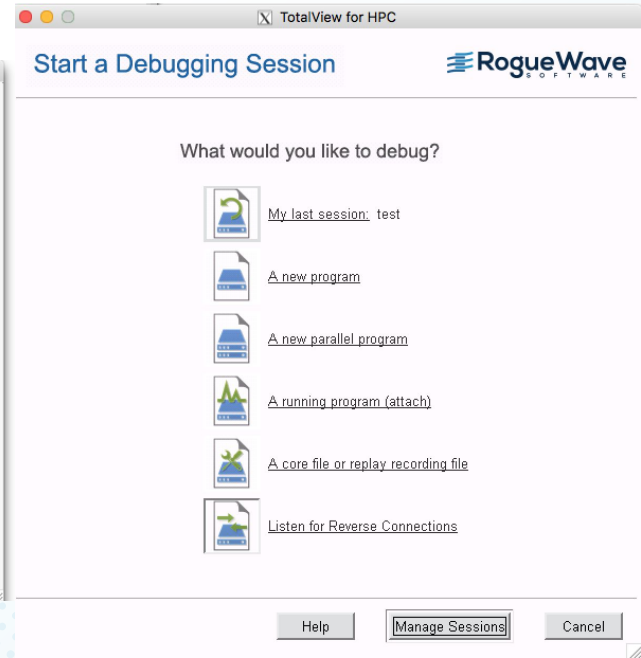 TotalView for HPC
Start a Debugging Session
RogueWave
SOFTWARE
What would you like to debug?
My last session: test
A new program
A new parallel program
A running program (attach)
A core file or replay recording file
Listen for Reverse Connections
Help Manage Sessions Cancel